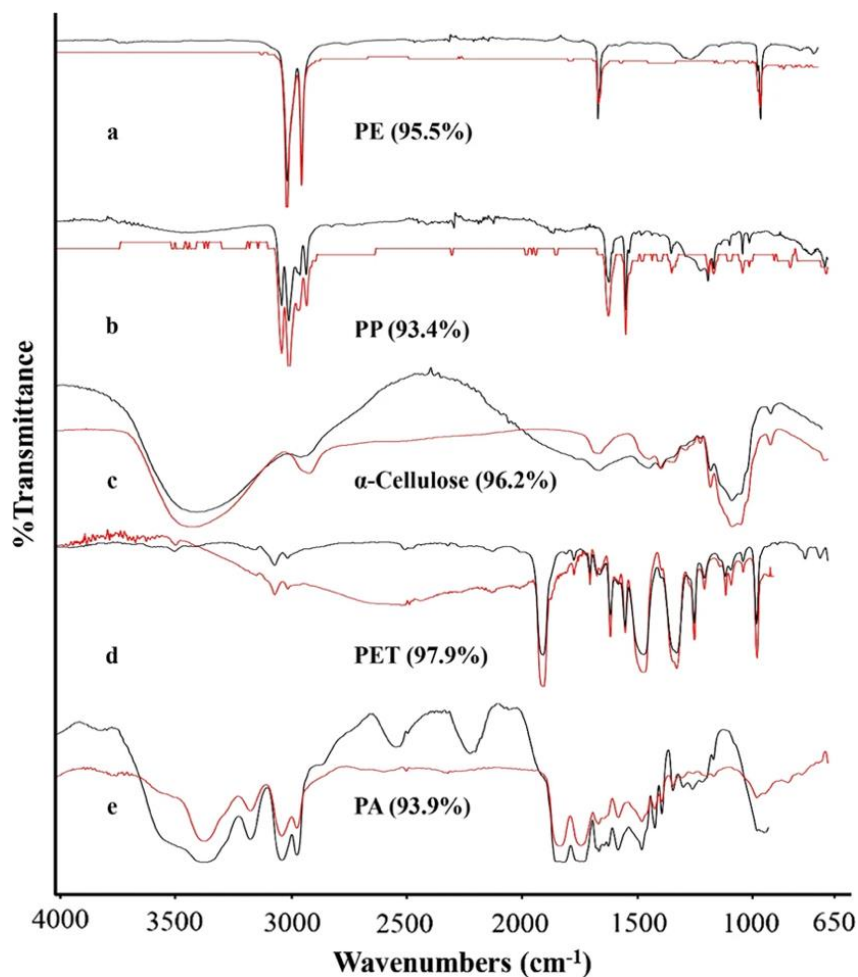 %Transmittance
a
PE (95.5%)
b
PP (93.4%)
c
α-Cellulose (96.2%)
d
PET (97.9%)
e
PA (93.9%)
4000 3500 3000 2500 2000 1500 1000 650
Wavenumbers (cm⁻¹)